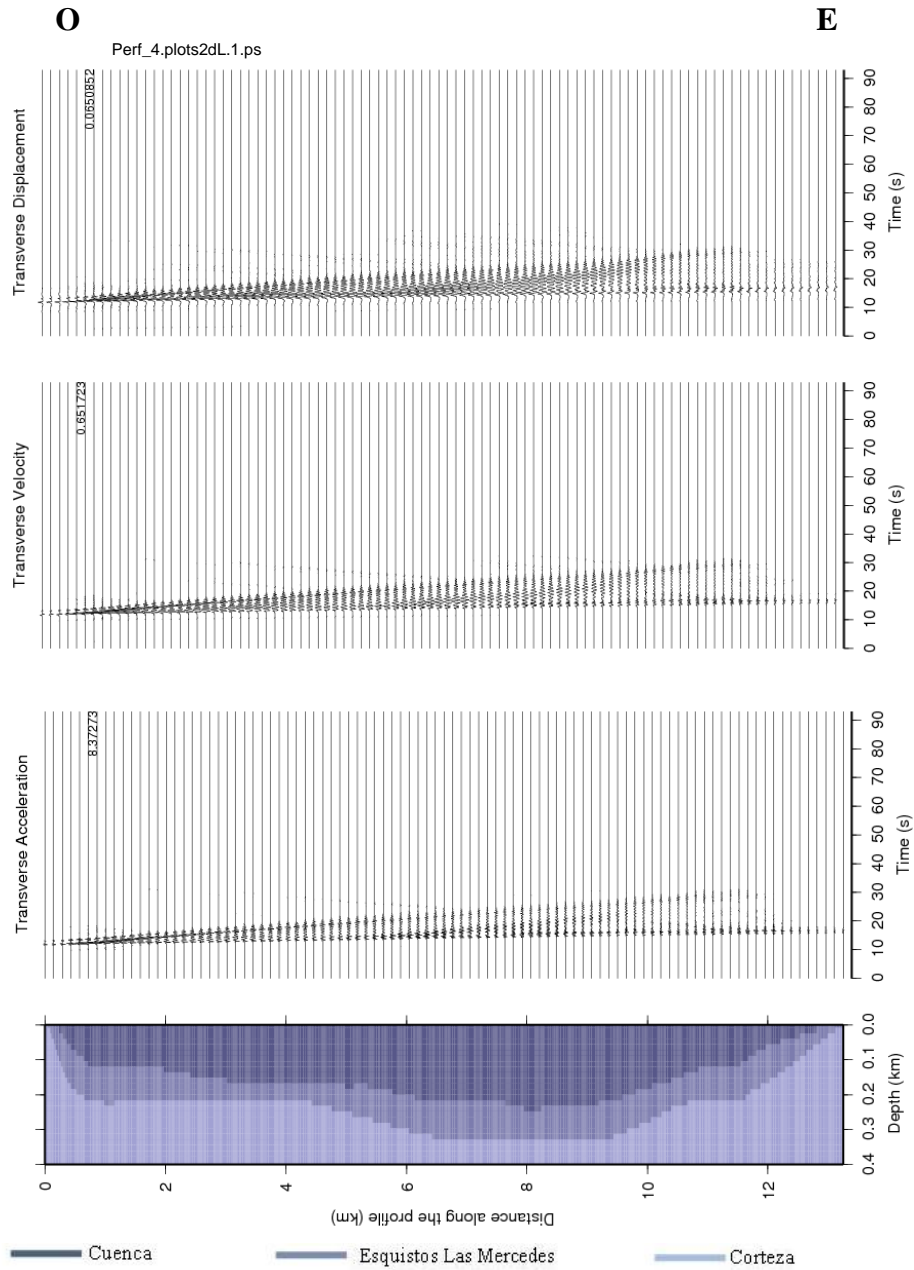 O E
Perf_4.plots2dL.1.ps
Transverse Displacement
0.0650852
0 10 20 30 40 50 60 70 80 90
Time (s)
Transverse Velocity
0.651723
0 10 20 30 40 50 60 70 80 90
Time (s)
Transverse Acceleration
8.37273
0 10 20 30 40 50 60 70 80 90
Time (s)
0.0 0.1 0.2 0.3 0.4
Depth (km)
0 2 4 6 8 10 12
Distance along the profile (km)
Cuenca Esquistos Las Mercedes Corteza